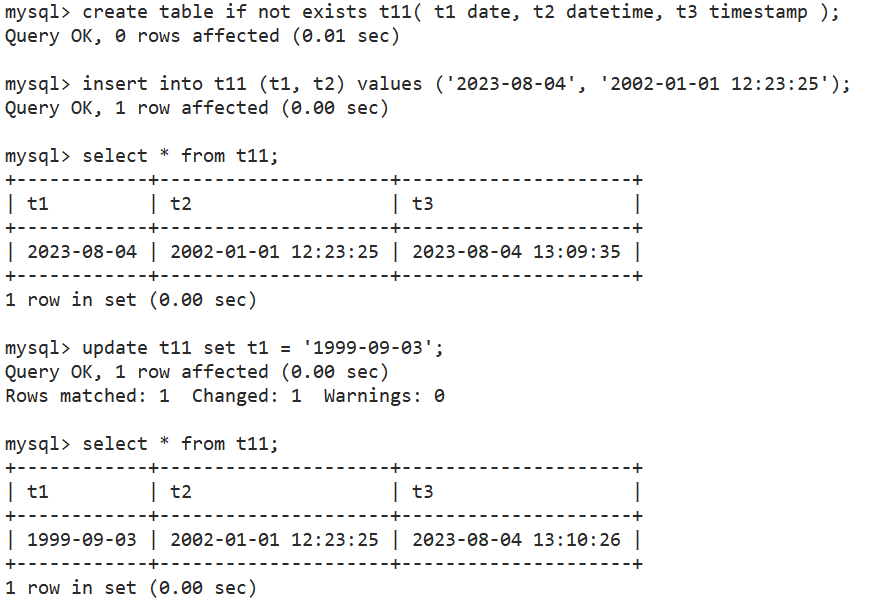 mysql> create table if not exists t11( t1 date, t2 datetime, t3 timestamp );
Query OK, 0 rows affected (0.01 sec)

mysql> insert into t11 (t1, t2) values ('2023-08-04', '2002-01-01 12:23:25');
Query OK, 1 row affected (0.00 sec)

mysql> select * from t11;
+------------+---------------------+---------------------+
| t1         | t2                  | t3                  |
+------------+---------------------+---------------------+
| 2023-08-04 | 2002-01-01 12:23:25 | 2023-08-04 13:09:35 |
+------------+---------------------+---------------------+
1 row in set (0.00 sec)

mysql> update t11 set t1 = '1999-09-03';
Query OK, 1 row affected (0.00 sec)
Rows matched: 1  Changed: 1  Warnings: 0

mysql> select * from t11;
+------------+---------------------+---------------------+
| t1         | t2                  | t3                  |
+------------+---------------------+---------------------+
| 1999-09-03 | 2002-01-01 12:23:25 | 2023-08-04 13:10:26 |
+------------+---------------------+---------------------+
1 row in set (0.00 sec)